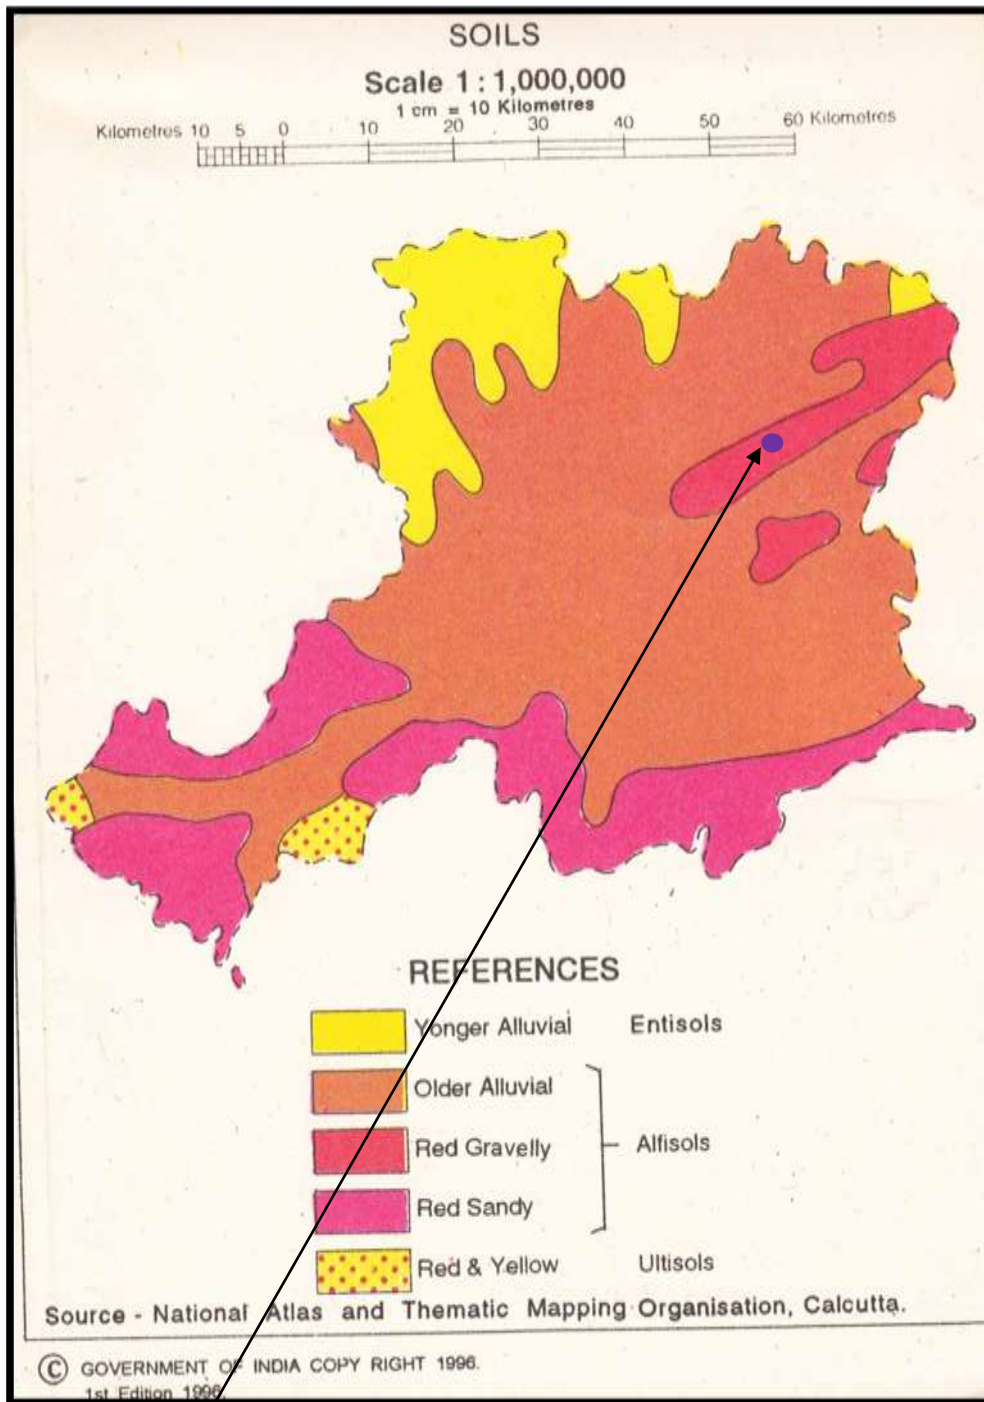 SOILS
Scale 1 : 1,000,000
1 cm = 10 Kilometres
Kilometres 10 5 0 10 20 30 40 50 60 Kilometres
REFERENCES
Yonger Alluvial Entisols
Older Alluvial
Red Gravelly Alfisols
Red Sandy
Red & Yellow Ultisols
Source - National Atlas and Thematic Mapping Organisation, Calcutta.
© GOVERNMENT OF INDIA COPY RIGHT 1996.
1st Edition 1996.